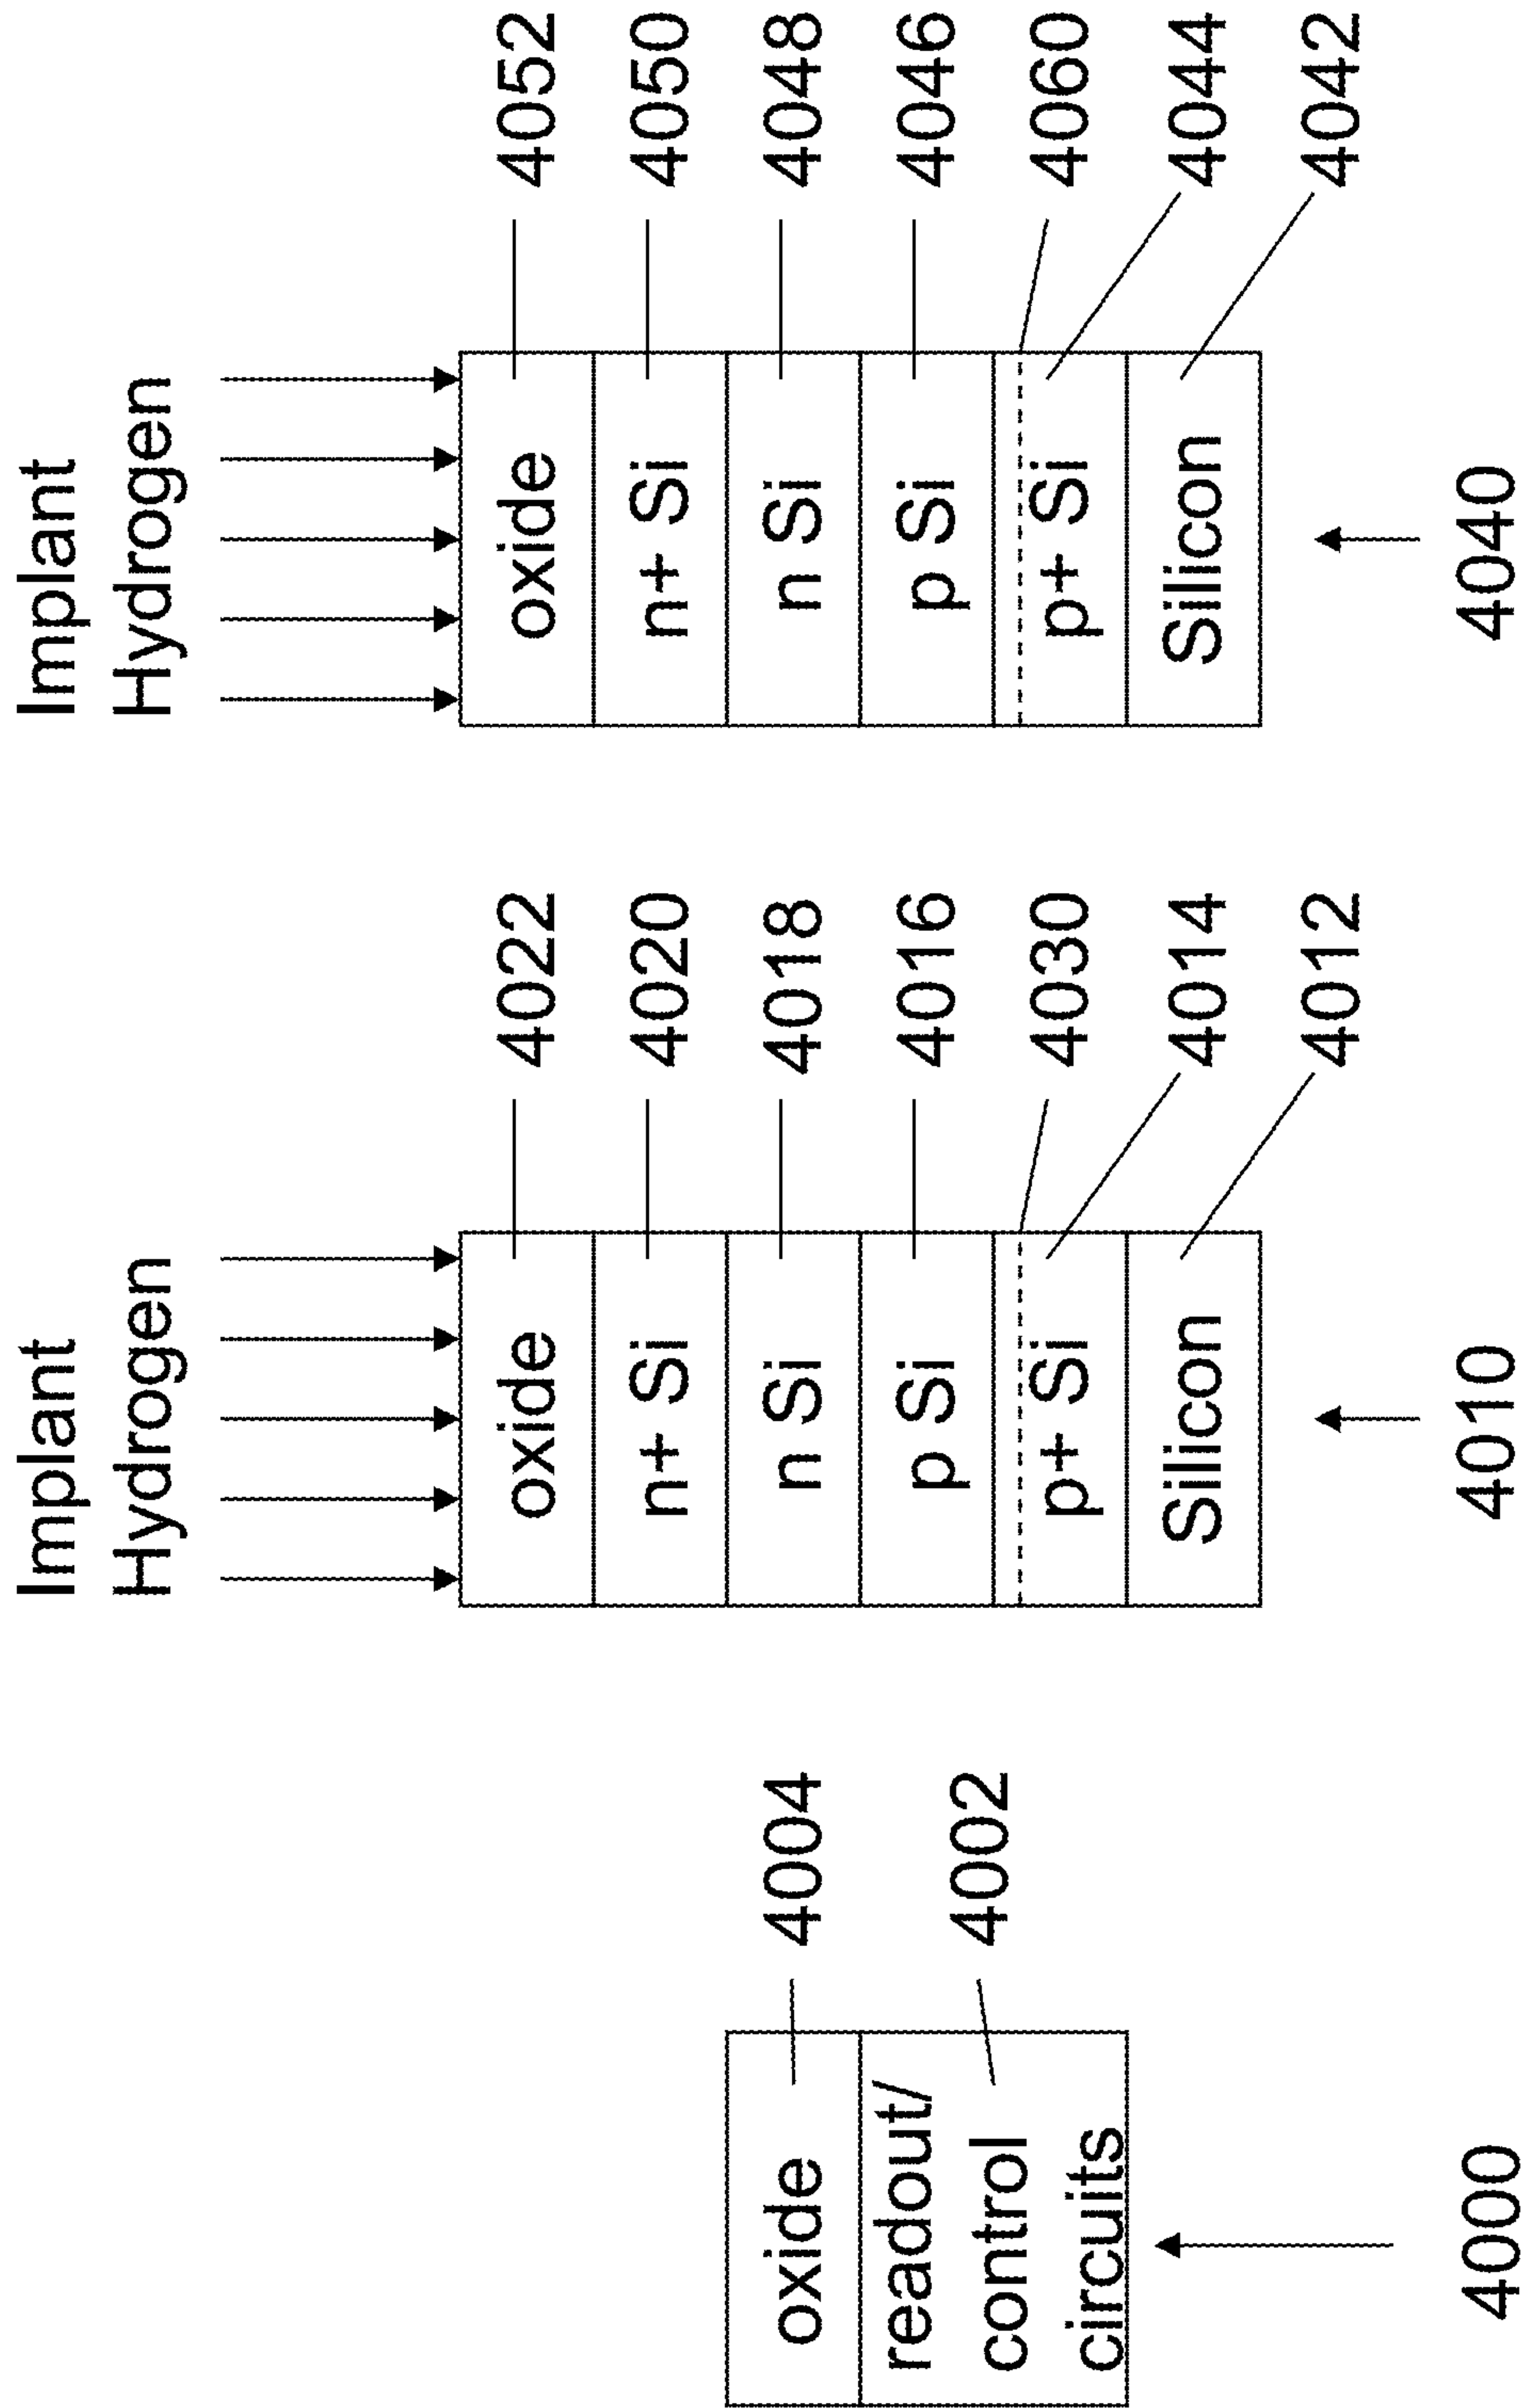 oxide
4004
readout/
control
circuits
4002
4000
Implant
Hydrogen
oxide
4022
n+ Si
4020
n Si
4018
p Si
4016
4030
p+ Si
4014
Silicon
4012
4010
Implant
Hydrogen
oxide
4052
n+ Si
4050
n Si
4048
p Si
4046
4060
p+ Si
4044
Silicon
4042
4040